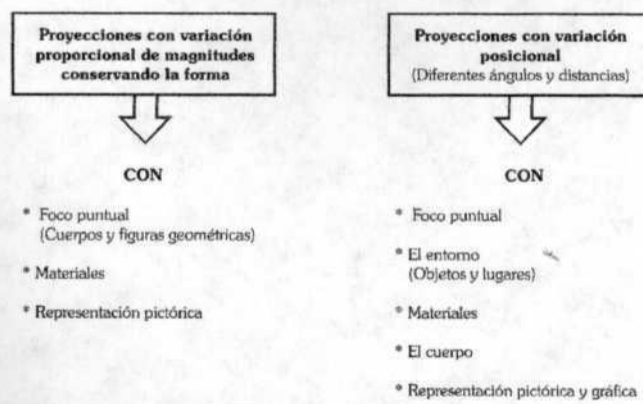 Proyecciones con variación
proporcional de magnitudes
conservando la forma
CON
* Foco puntual
(Cuerpos y figuras geométricas)
* Materiales
* Representación pictórica
Proyecciones con variación
posicional
(Diferentes ángulos y distancias)
CON
* Foco puntual
* El entorno
(Objetos y lugares)
* Materiales
* El cuerpo
* Representación pictórica y gráfica